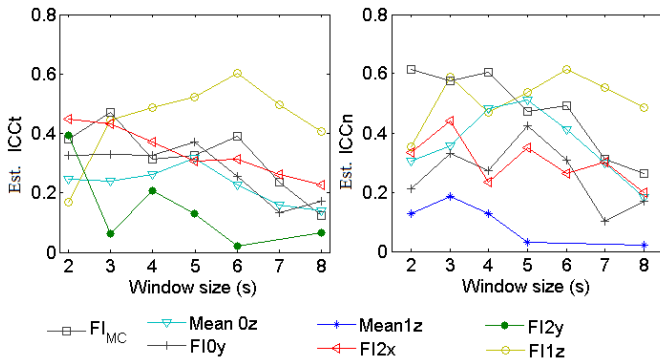 0.8
0.6
0.4
0.2
0
Est. ICCt
2 3 4 5 6 7 8
Window size (s)
0.8
0.6
0.4
0.2
0
Est. ICCn
2 3 4 5 6 7 8
Window size (s)
FI_MC Mean 0z Mean1z FI2y
FI0y FI2x FI1z